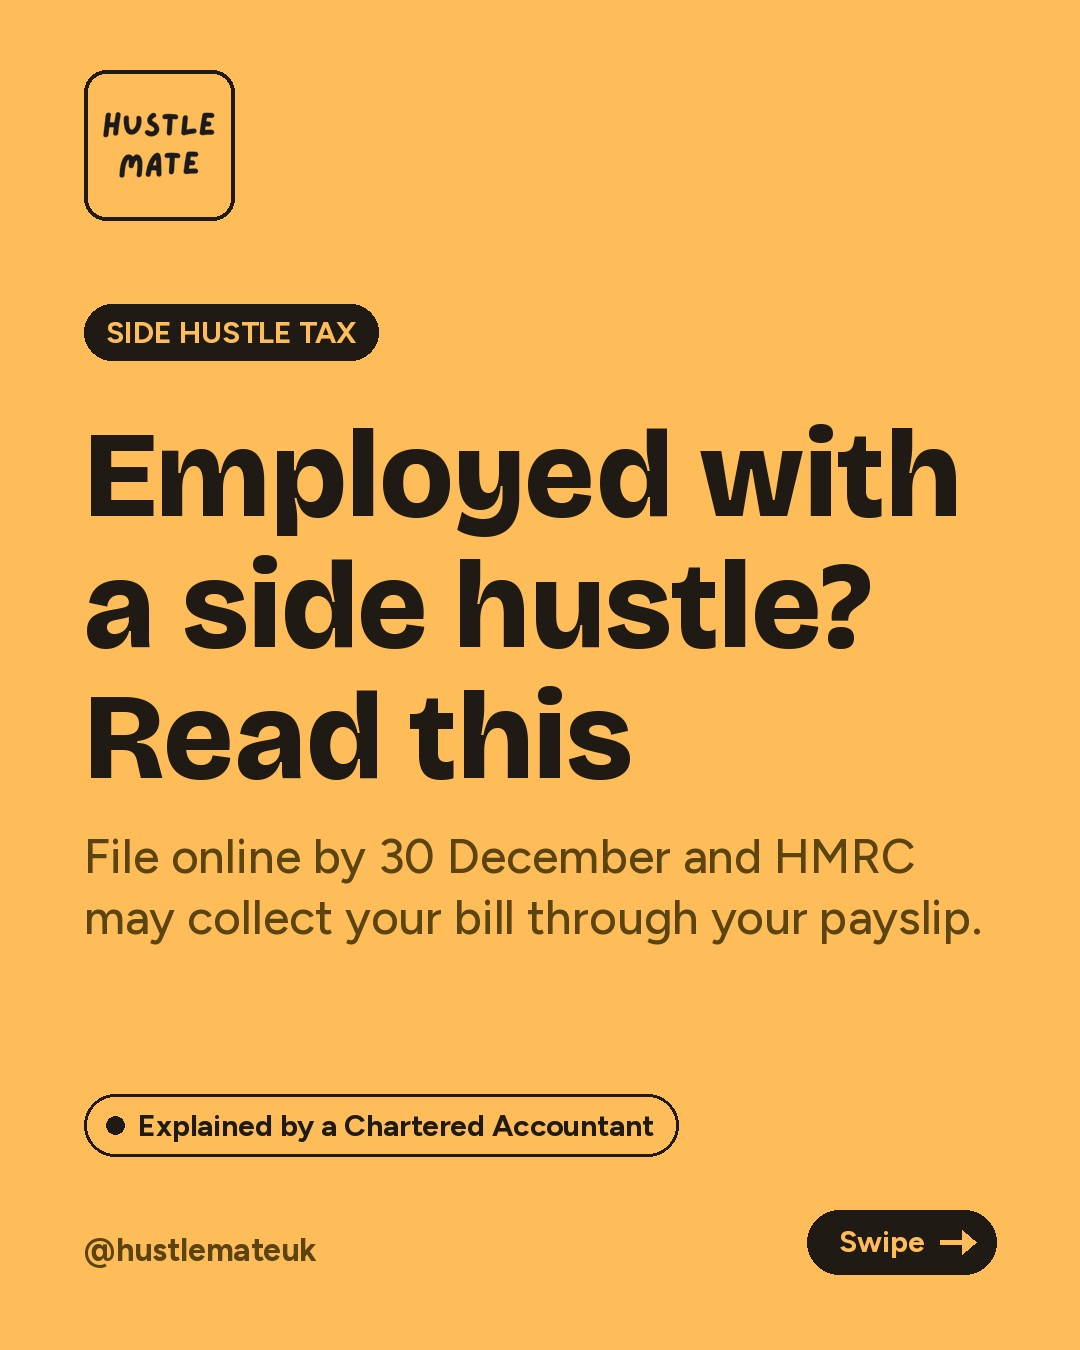 HUSTLE
MATE
SIDE HUSTLE TAX
Employed with
a side hustle?
Read this
File online by 30 December and HMRC
may collect your bill through your payslip.
Explained by a Chartered Accountant
@hustlemateuk
Swipe